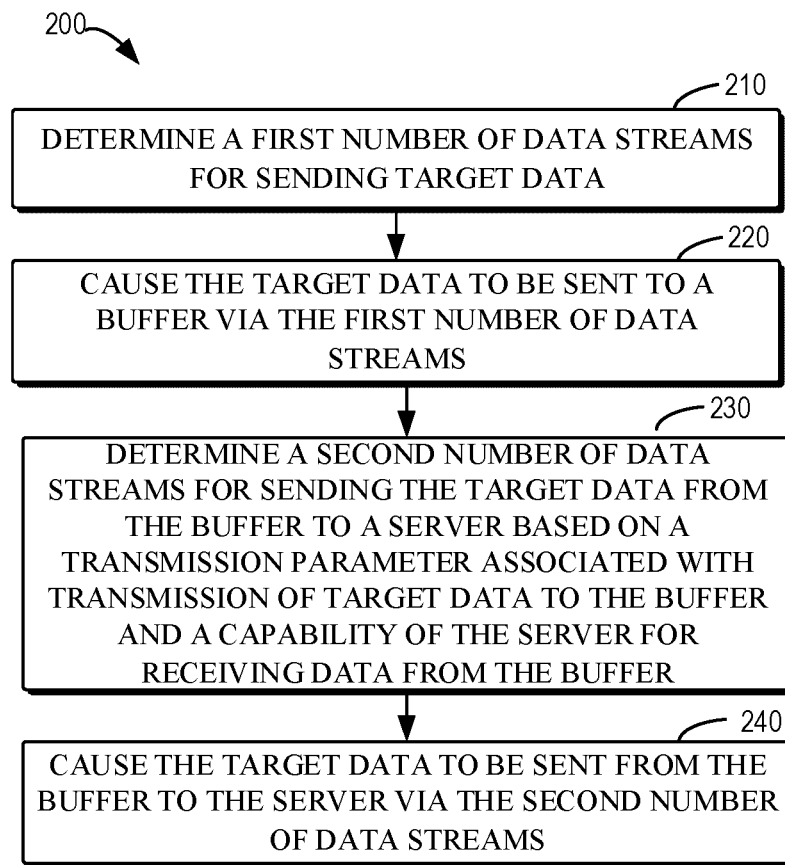 200
210
DETERMINE A FIRST NUMBER OF DATA STREAMS
FOR SENDING TARGET DATA
220
CAUSE THE TARGET DATA TO BE SENT TO A
BUFFER VIA THE FIRST NUMBER OF DATA
STREAMS
230
DETERMINE A SECOND NUMBER OF DATA
STREAMS FOR SENDING THE TARGET DATA FROM
THE BUFFER TO A SERVER BASED ON A
TRANSMISSION PARAMETER ASSOCIATED WITH
TRANSMISSION OF TARGET DATA TO THE BUFFER
AND A CAPABILITY OF THE SERVER FOR
RECEIVING DATA FROM THE BUFFER
240
CAUSE THE TARGET DATA TO BE SENT FROM THE
BUFFER TO THE SERVER VIA THE SECOND NUMBER
OF DATA STREAMS